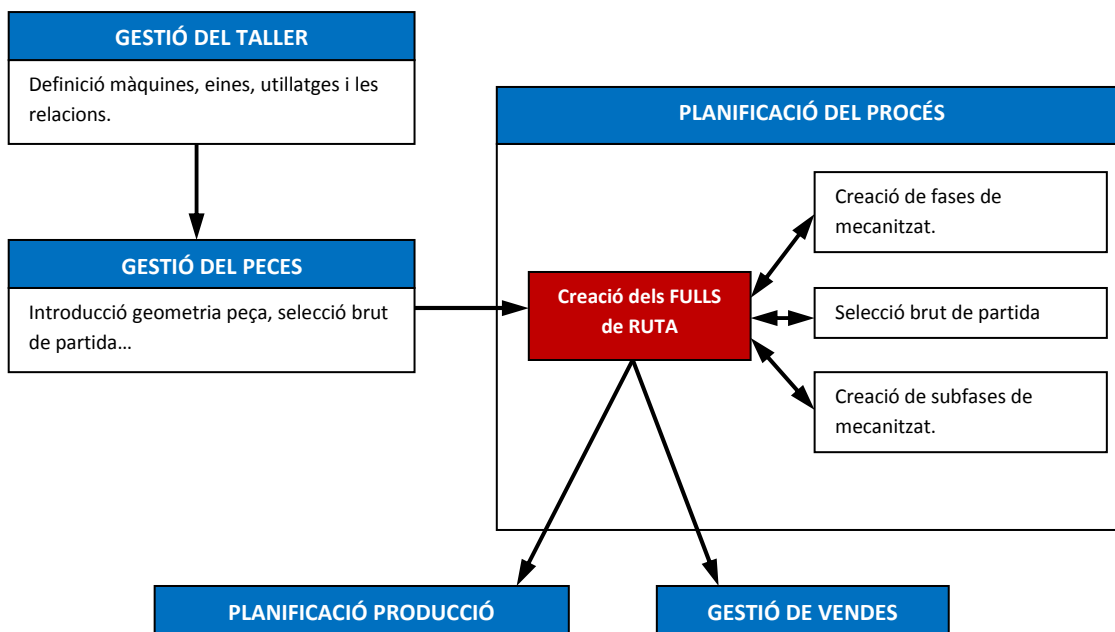 GESTIÓ DEL TALLER
Definició màquines, eines, utillatges i les
relacions.
GESTIÓ DEL PECES
Introducció geometria peça, selecció brut
de partida…
PLANIFICACIÓ DEL PROCÉS
Creació dels FULLS
de RUTA
Creació de fases de
mecanitzat.
Selecció brut de partida
Creació de subfases de
mecanitzat.
PLANIFICACIÓ PRODUCCIÓ
GESTIÓ DE VENDES